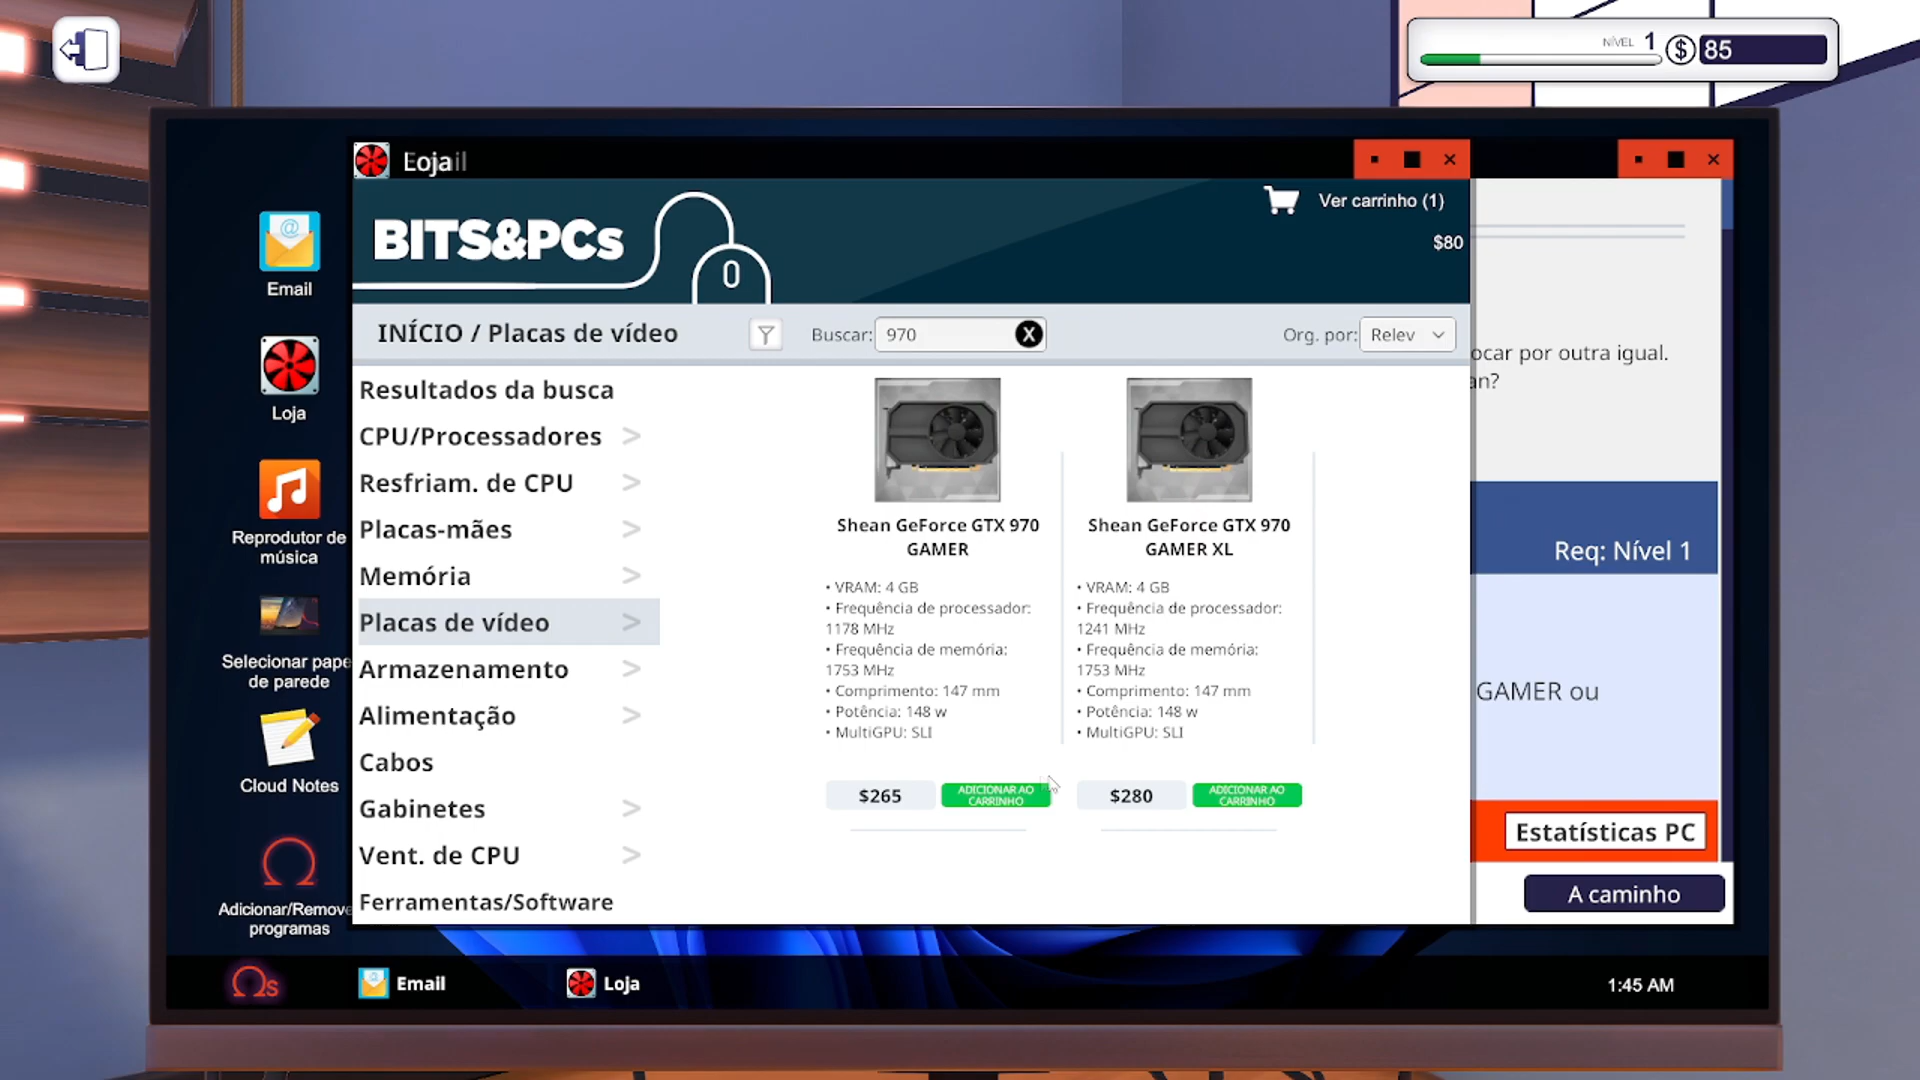 NÍVEL 1 $ 85
Loja
BITS&PCs
Ver carrinho (1)
$80
INÍCIO / Placas de vídeo
Buscar: 970 X
Org. por: Relev
Resultados da busca
CPU/Processadores >
Resfriam. de CPU >
Placas-mães >
Memória >
Placas de vídeo >
Armazenamento >
Alimentação >
Cabos
Gabinetes >
Vent. de CPU >
Ferramentas/Software
Shean GeForce GTX 970
GAMER
• VRAM: 4 GB
• Frequência de processador:
1178 MHz
• Frequência de memória:
1753 MHz
• Comprimento: 147 mm
• Potência: 148 w
• MultiGPU: SLI
$265
ADICIONAR AO
CARRINHO
Shean GeForce GTX 970
GAMER XL
• VRAM: 4 GB
• Frequência de processador:
1241 MHz
• Frequência de memória:
1753 MHz
• Comprimento: 147 mm
• Potência: 148 w
• MultiGPU: SLI
$280
ADICIONAR AO
CARRINHO
ocar por outra igual.
an?
Req: Nível 1
GAMER ou
Estatísticas PC
A caminho
Email
Loja
Reprodutor de
música
Selecionar pape
de parede
Cloud Notes
Adicionar/Remove
programas
Ωs
Email
Loja
1:45 AM